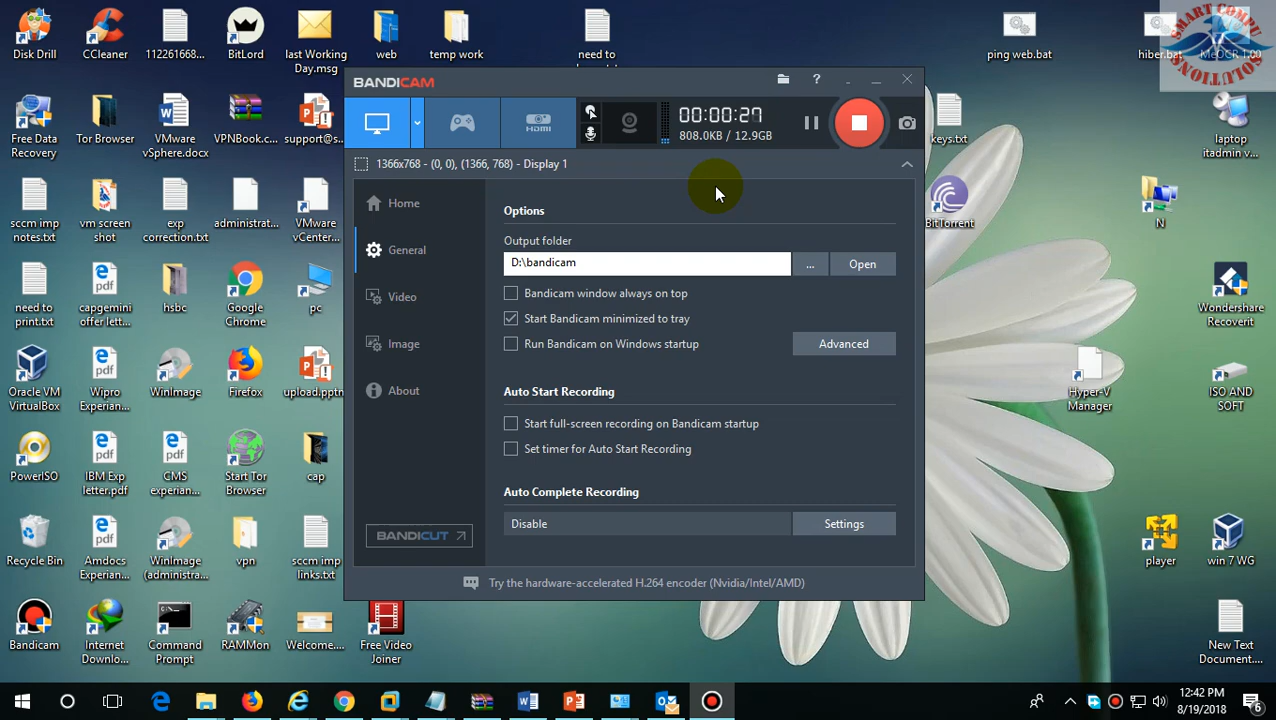 Disk Drill
CCleaner
112261668...
BitLord
last Working
Day.msg
web
temp work
need to
ping web.bat
hiber.bat
MeOCR 1.00
SMART COMPU
SOLUTION
BANDICAM
?
HDMI
00:00:27
808.0KB / 12.9GB
1366x768 - (0, 0), (1366, 768) - Display 1
Home
General
Video
Image
About
BANDICUT
Options
Output folder
D:\bandicam
...
Open
Bandicam window always on top
Start Bandicam minimized to tray
Run Bandicam on Windows startup
Advanced
Auto Start Recording
Start full-screen recording on Bandicam startup
Set timer for Auto Start Recording
Auto Complete Recording
Disable
Settings
Try the hardware-accelerated H.264 encoder (Nvidia/Intel/AMD)
Free Data
Recovery
Tor Browser
VMware
vSphere.docx
VPNBook.c...
support@s...
keys.txt
laptop
itadmin v...
sccm imp
notes.txt
vm screen
shot
exp
correction.txt
administrat...
VMware
vCenter...
BitTorrent
N
need to
print.txt
capgemini
offer lett...
hsbc
Google
Chrome
pc
Wondershare
Recoverit
Oracle VM
VirtualBox
Wipro
Experian...
WinImage
Firefox
upload.pptn
Hyper-V
Manager
ISO AND
SOFT
PowerISO
IBM Exp
letter.pdf
CMS
experian...
Start Tor
Browser
cap
Recycle Bin
Amdocs
Experian...
WinImage
(administra...
vpn
sccm imp
links.txt
player
win 7 WG
Bandicam
Internet
Downlo...
Command
Prompt
RAMMon
Welcome....
Free Video
Joiner
New Text
Document....
12:42 PM
8/19/2018
6